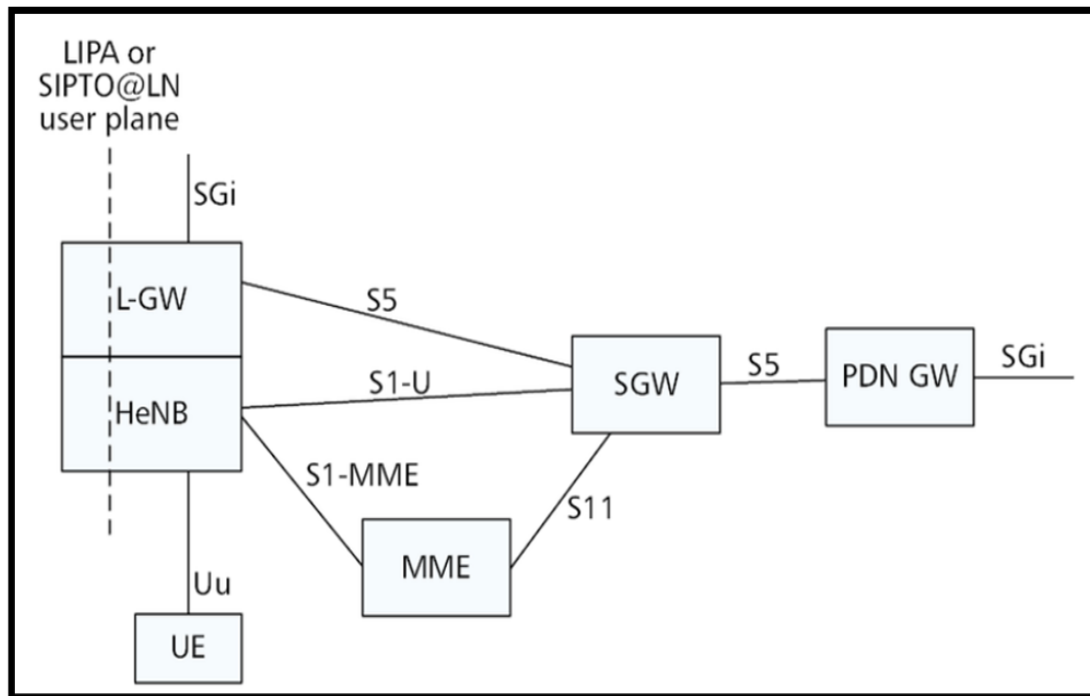 LIPA or
SIPTO@LN
user plane
SGi
L-GW
S5
S1-U
SGW
S5
PDN GW
SGi
HeNB
S1-MME
S11
MME
Uu
UE